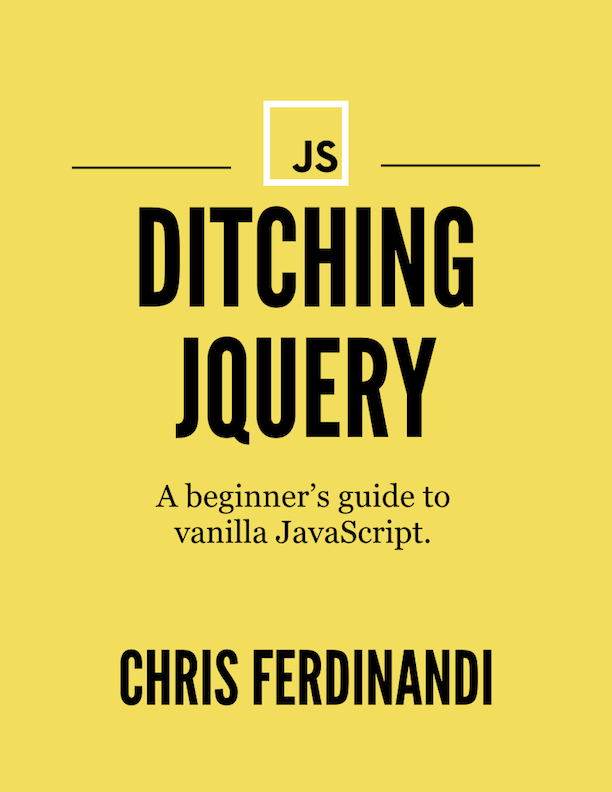 JS
DITCHING
JQUERY
A beginner’s guide to
vanilla JavaScript.
CHRIS FERDINANDI